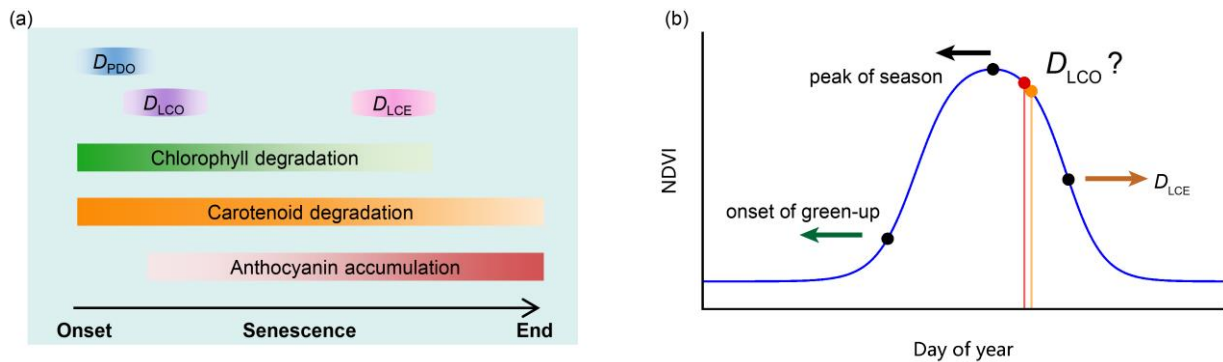 (a)
DPDO
DLCO
DLCE
Chlorophyll degradation
Carotenoid degradation
Anthocyanin accumulation
Onset
Senescence
End
(b)
peak of season
DLCO ?
NDVI
DLCE
onset of green-up
Day of year